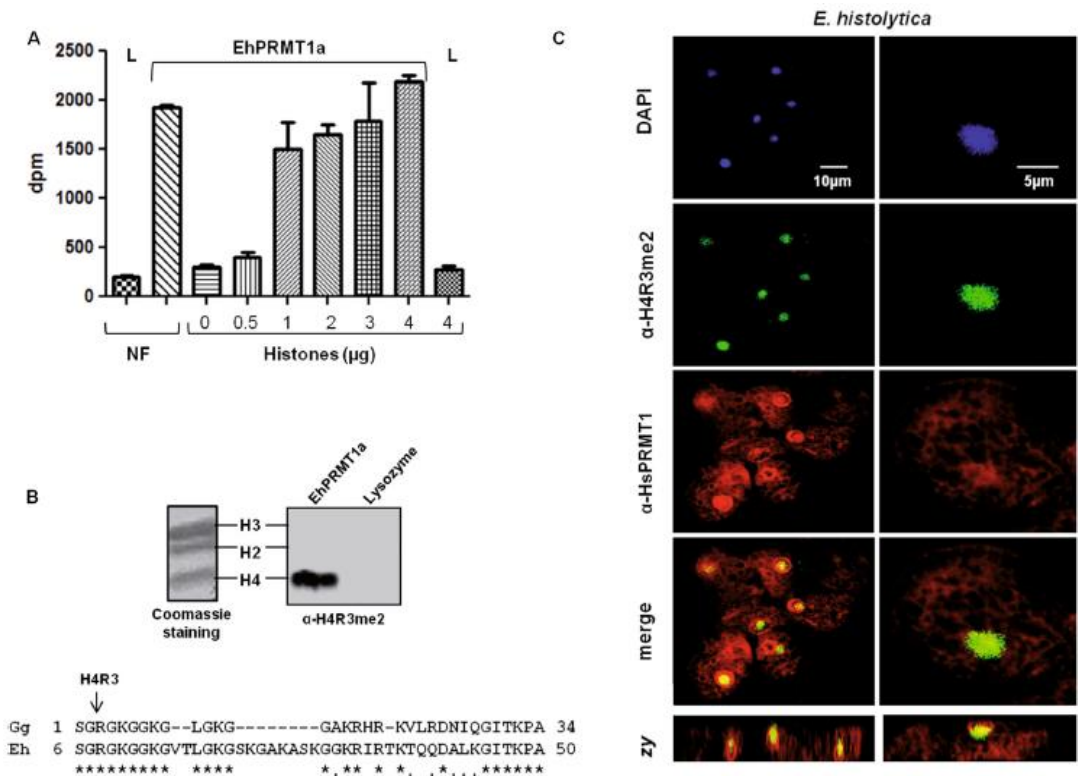 A
L EhPRMT1a L
2500
2000
1500
1000
500
0
dpm
0 0.5 1 2 3 4 4
NF Histones (µg)
B
EhPRMT1a Lysozyme
H3
H2
H4
Coomassie
staining
α-H4R3me2
H4R3
Gg 1 SGRGKGGKG--LGKG--------GAKRHR-KVLRDNIQGITKPA 34
Eh 6 SGRGKGGKGVTLGKGSKGAKASKGGKRIRTKTQQDALKGITKPA 50
C
E. histolytica
DAPI
10µm
5µm
α-H4R3me2
α-HsPRMT1
merge
zy